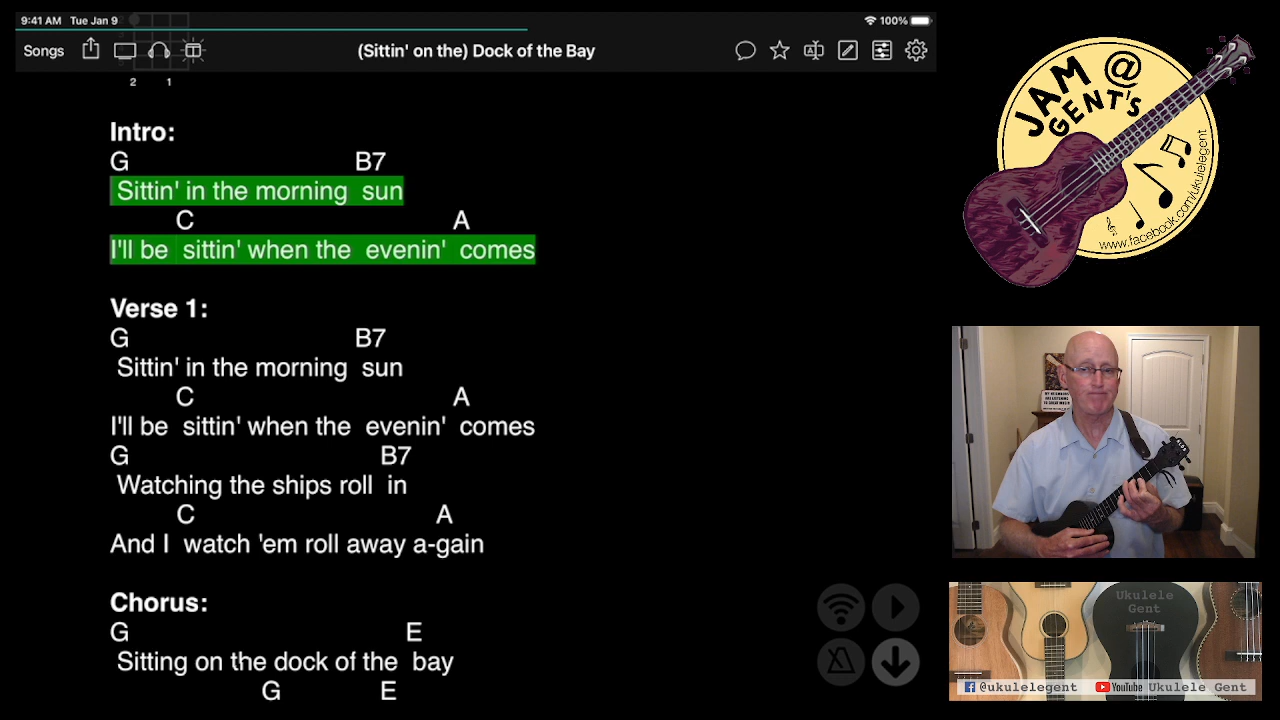 9:41 AM Tue Jan 9
100%
Songs
(Sittin' on the) Dock of the Bay
2 1
Intro:
G B7
Sittin' in the morning sun
C A
I'll be sittin' when the evenin' comes
Verse 1:
G B7
Sittin' in the morning sun
C A
I'll be sittin' when the evenin' comes
G B7
Watching the ships roll in
C A
And I watch 'em roll away a-gain
Chorus:
G E
Sitting on the dock of the bay
G E
JAM @
GENT'S
www.facebook.com/ukulelegent
Ukulele
Gent
@ukulelegent YouTube Ukulele Gent